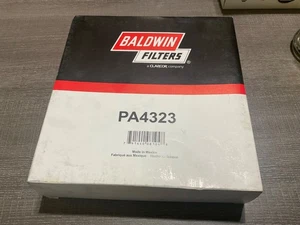 BALDWIN
FILTERS
a CLARCOR company
PA4323
Made in Mexico